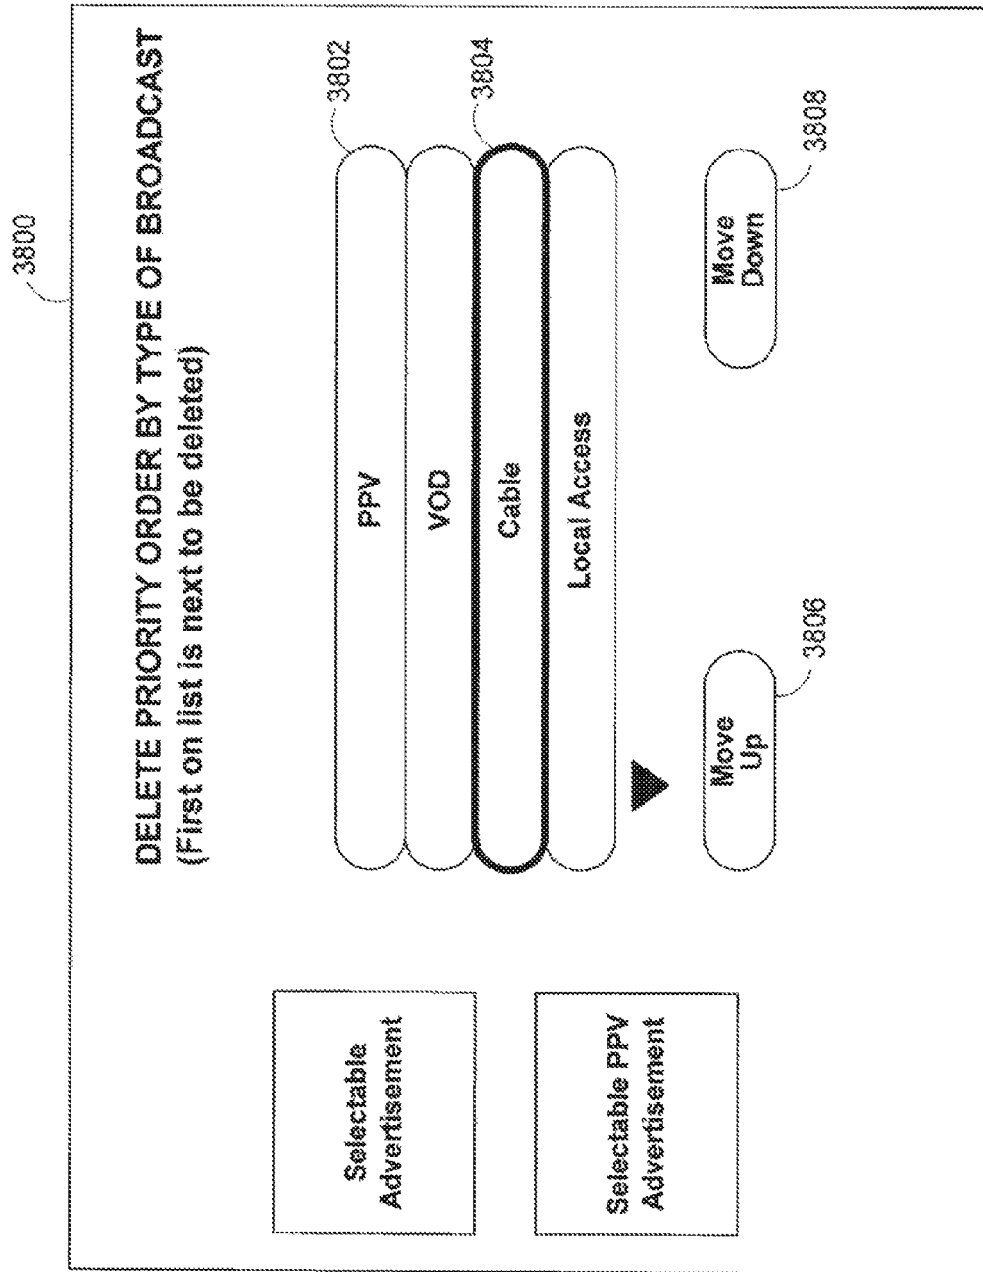 3800
DELETE PRIORITY ORDER BY TYPE OF BROADCAST
(First on list is next to be deleted)
Selectable
Advertisement
Selectable PPV
Advertisement
PPV
3802
VOD
Cable
3804
Local Access
Move
Up
3806
Move
Down
3808